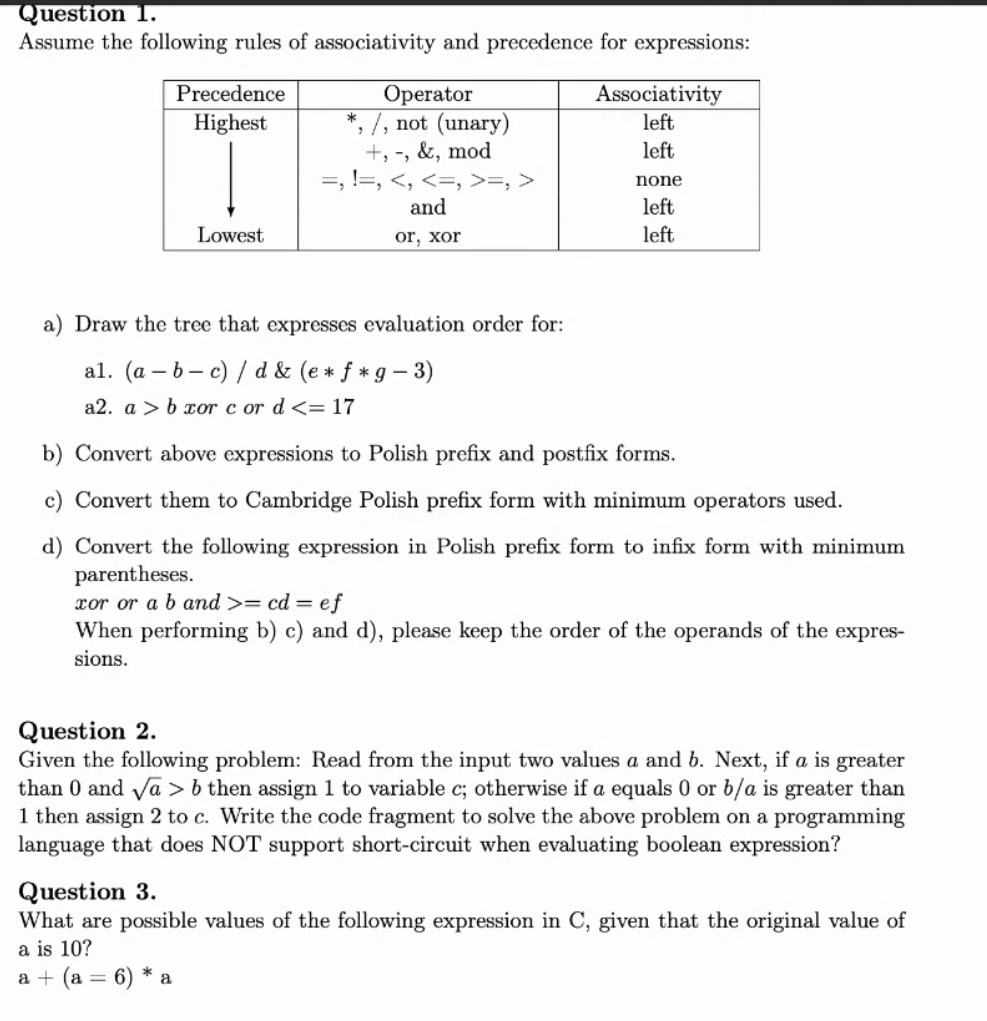 Question 1.
Assume the following rules of associativity and precedence for expressions:
Precedence Operator Associativity
Highest *, /, not (unary) left
+, -, &, mod left
=, !=, <, <=, >=, > none
and left
Lowest or, xor left
a) Draw the tree that expresses evaluation order for:
a1. (a − b − c) / d & (e * f * g − 3)
a2. a > b xor c or d <= 17
b) Convert above expressions to Polish prefix and postfix forms.
c) Convert them to Cambridge Polish prefix form with minimum operators used.
d) Convert the following expression in Polish prefix form to infix form with minimum
parentheses.
xor or a b and >= cd = ef
When performing b) c) and d), please keep the order of the operands of the expres-
sions.
Question 2.
Given the following problem: Read from the input two values a and b. Next, if a is greater
than 0 and √a > b then assign 1 to variable c; otherwise if a equals 0 or b/a is greater than
1 then assign 2 to c. Write the code fragment to solve the above problem on a programming
language that does NOT support short-circuit when evaluating boolean expression?
Question 3.
What are possible values of the following expression in C, given that the original value of
a is 10?
a + (a = 6) * a